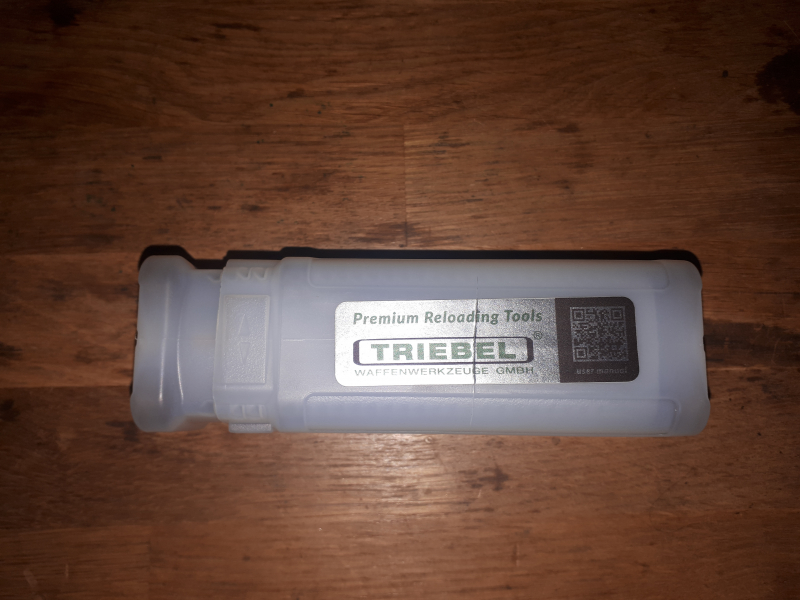 Premium Reloading Tools
TRIEBEL®
WAFFENWERKZEUGE GMBH
user manual